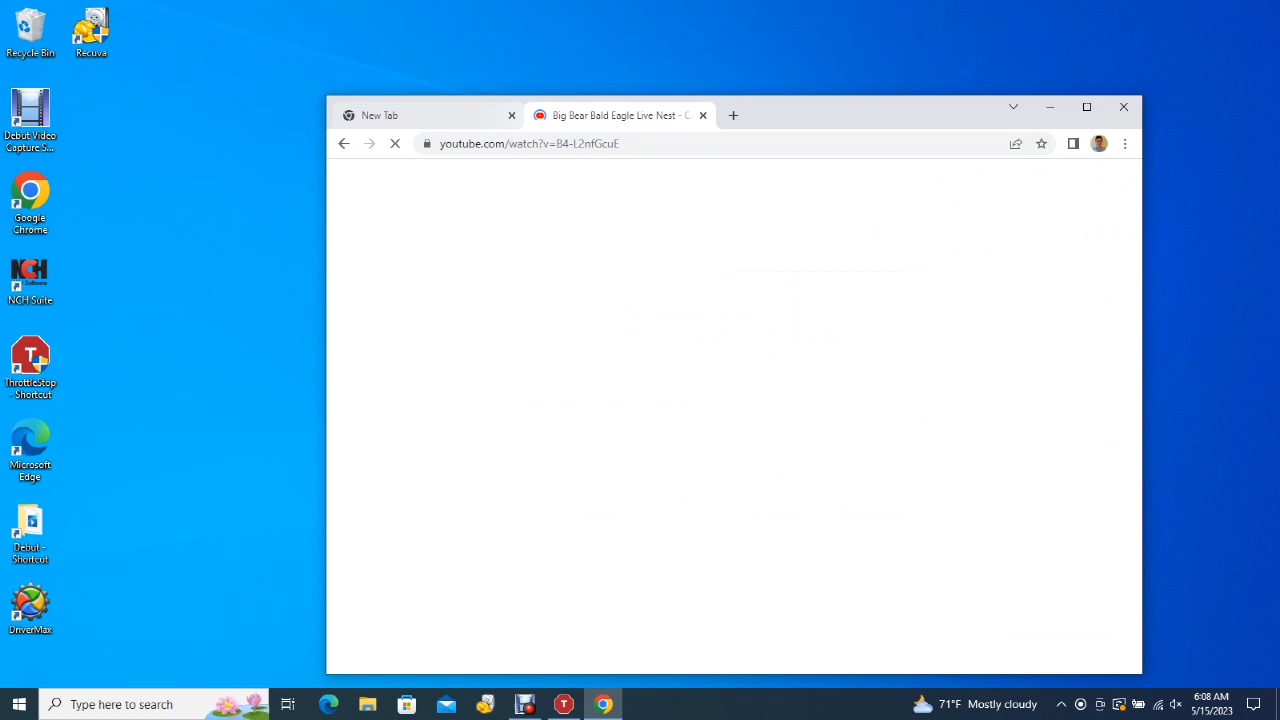 Recycle Bin
Recuva
Debut Video
Capture S...
Google
Chrome
NCH
Software
NCH Suite
T
ThrottleStop
- Shortcut
Microsoft
Edge
Debut -
Shortcut
DriverMax
New Tab
Big Bear Bald Eagle Live Nest - C
youtube.com/watch?v=B4-L2nfGcuE
Type here to search
T
71°F Mostly cloudy
6:08 AM
5/15/2023